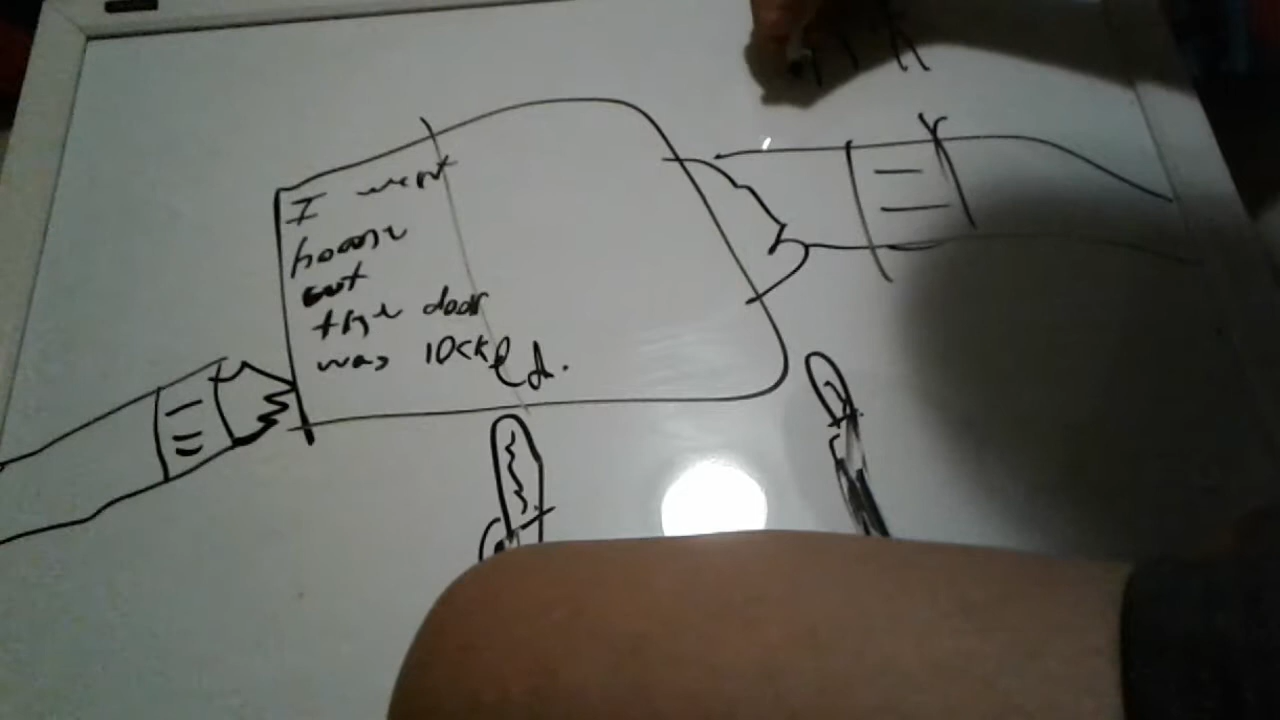 I went
home
but
the door
was locked.